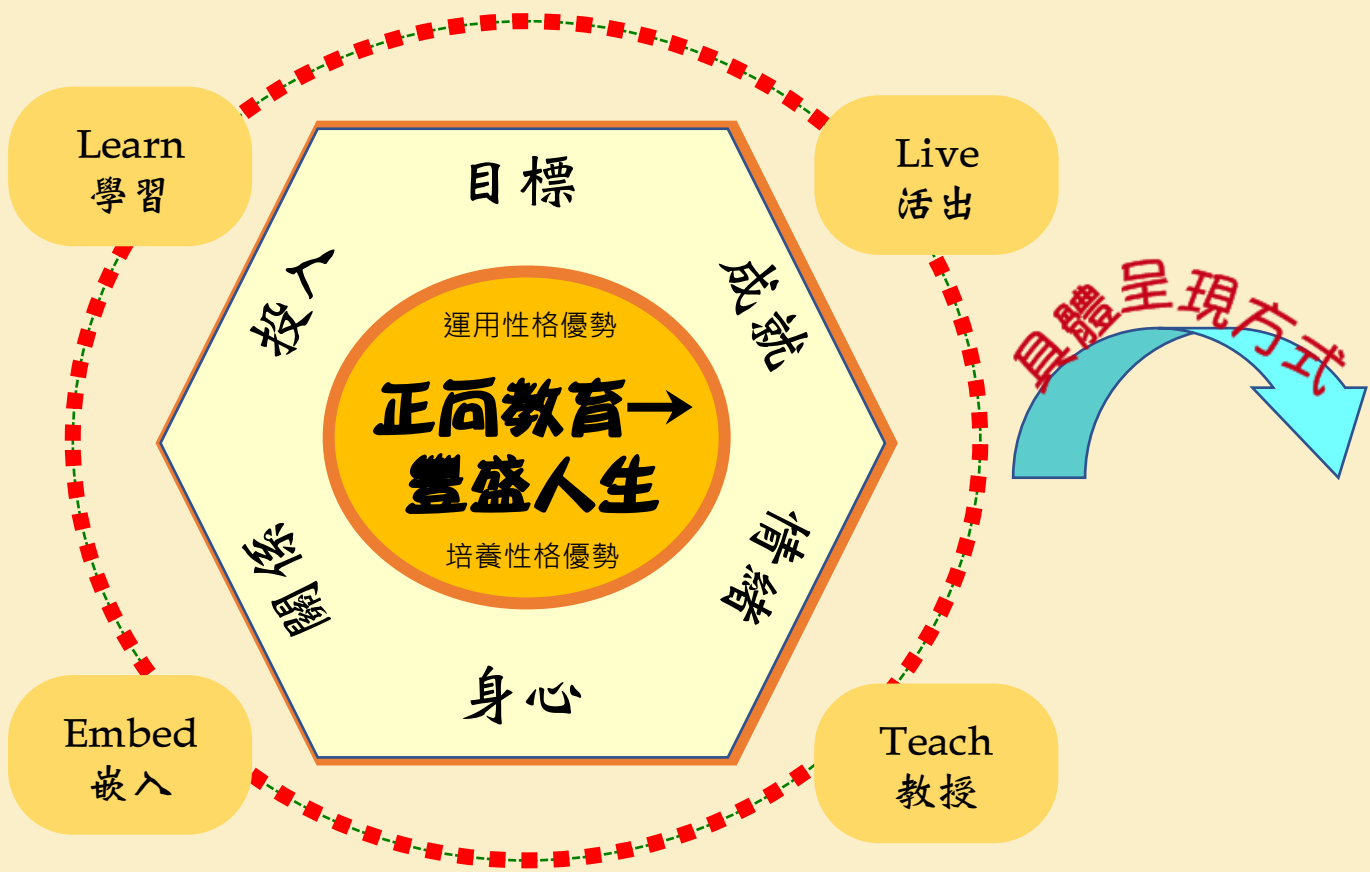 Learn
學習
Live
活出
目標
投入
成就
運用性格優勢
正向教育→
豐盛人生
培養性格優勢
關係
情緒
身心
Embed
嵌入
Teach
教授
具體呈現方式